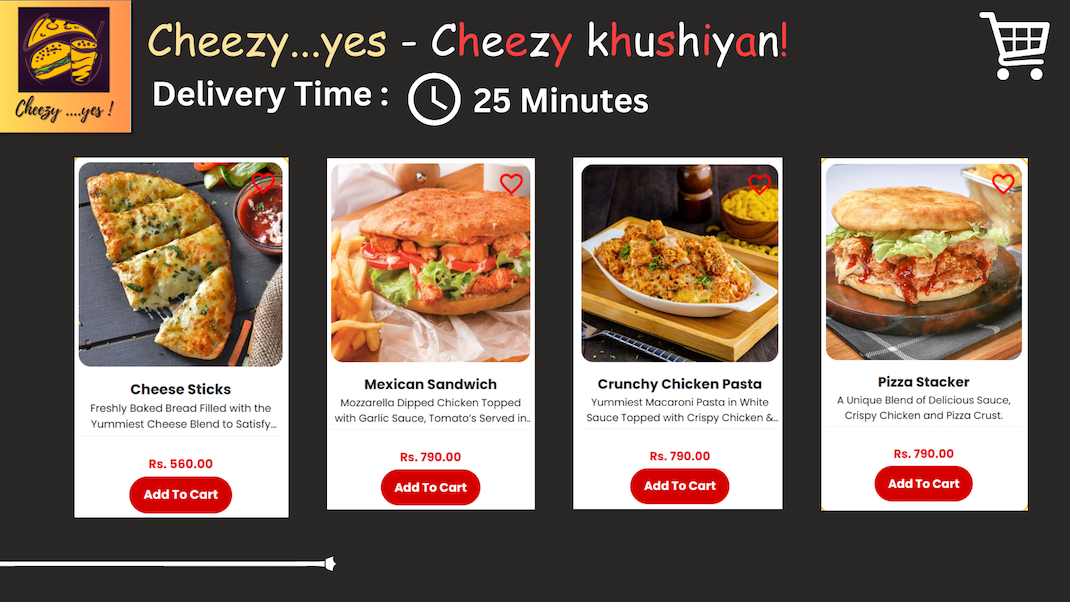 Cheezy...yes - Cheezy khushiyan!
Cheezy ....yes !
Delivery Time : 25 Minutes
Cheese Sticks
Freshly Baked Bread Filled with the
Yummiest Cheese Blend to Satisfy...
Rs. 560.00
Add To Cart
Mexican Sandwich
Mozzarella Dipped Chicken Topped
with Garlic Sauce, Tomato's Served in..
Rs. 790.00
Add To Cart
Crunchy Chicken Pasta
Yummiest Macaroni Pasta in White
Sauce Topped with Crispy Chicken &..
Rs. 790.00
Add To Cart
Pizza Stacker
A Unique Blend of Delicious Sauce,
Crispy Chicken and Pizza Crust.
Rs. 790.00
Add To Cart